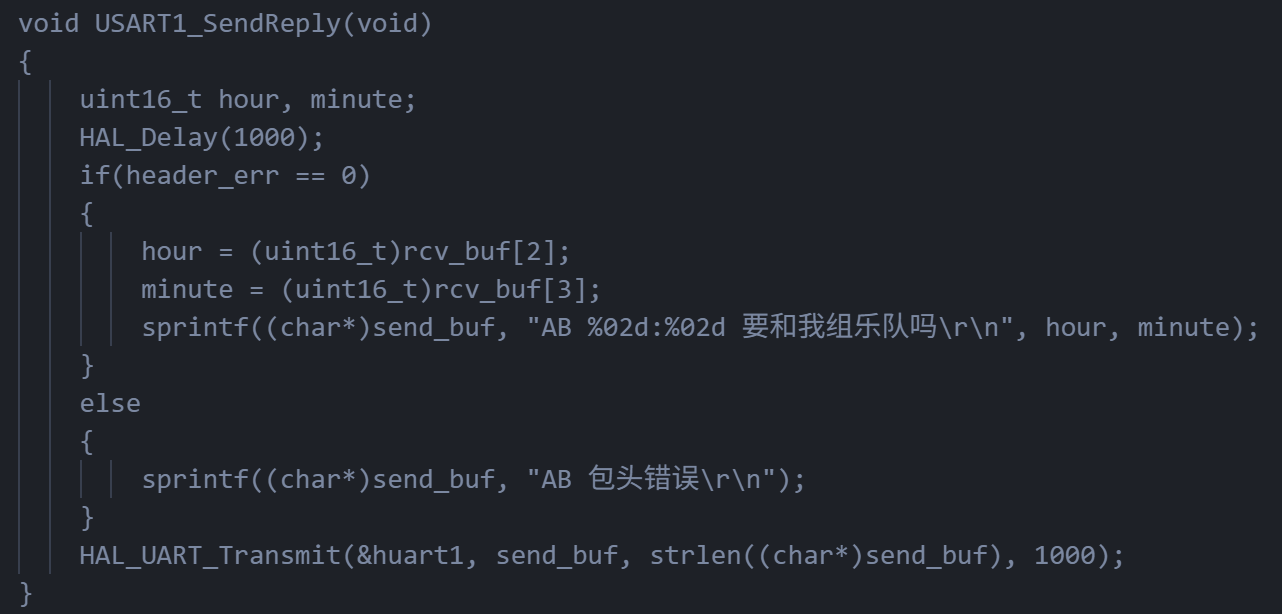 void USART1_SendReply(void)
{
    uint16_t hour, minute;
    HAL_Delay(1000);
    if(header_err == 0)
    {
        hour = (uint16_t)rcv_buf[2];
        minute = (uint16_t)rcv_buf[3];
        sprintf((char*)send_buf, "AB %02d:%02d 要和我组乐队吗\r\n", hour, minute);
    }
    else
    {
        sprintf((char*)send_buf, "AB 包头错误\r\n");
    }
    HAL_UART_Transmit(&huart1, send_buf, strlen((char*)send_buf), 1000);
}